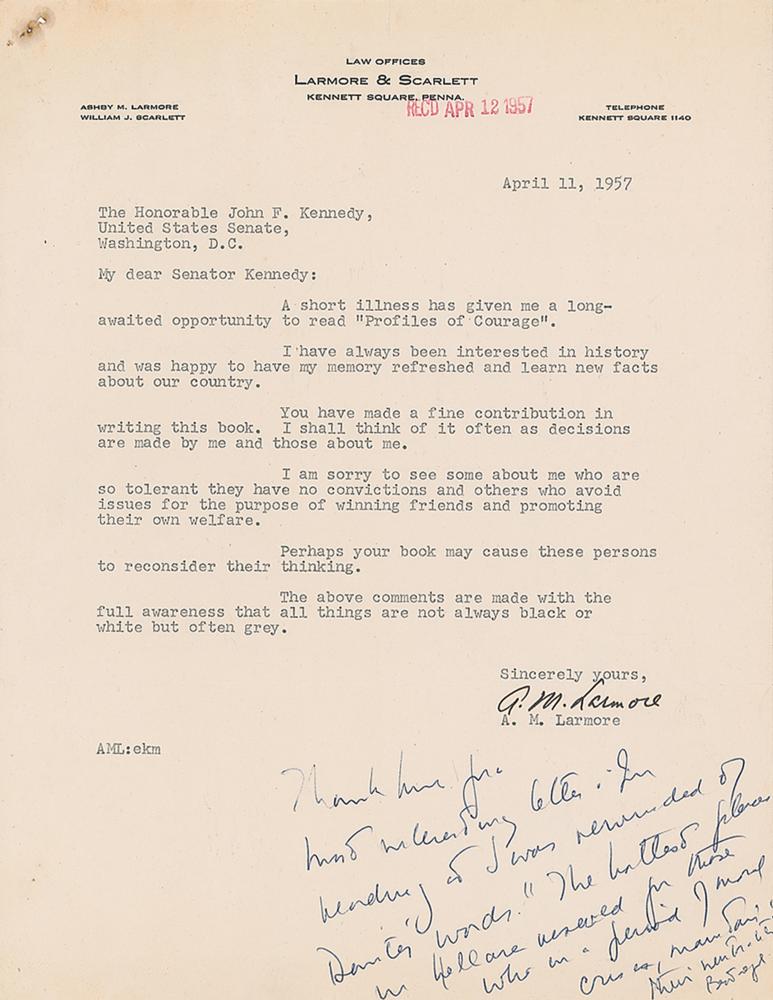 LAW OFFICES
LARMORE & SCARLETT
KENNETT SQUARE, PENNA.
ASHBY M. LARMORE
WILLIAM J. SCARLETT
REC'D APR 12 1957
TELEPHONE
KENNETT SQUARE 1140
April 11, 1957
The Honorable John F. Kennedy,
United States Senate,
Washington, D.C.
My dear Senator Kennedy:
A short illness has given me a long-
awaited opportunity to read "Profiles of Courage".
I have always been interested in history
and was happy to have my memory refreshed and learn new facts
about our country.
You have made a fine contribution in
writing this book. I shall think of it often as decisions
are made by me and those about me.
I am sorry to see some about me who are
so tolerant they have no convictions and others who avoid
issues for the purpose of winning friends and promoting
their own welfare.
Perhaps your book may cause these persons
to reconsider their thinking.
The above comments are made with the
full awareness that all things are not always black or
white but often grey.
Sincerely yours,
A. M. Larmore
A. M. Larmore
AML:ekm
Thank him for
most interesting letter. In
reading it I was reminded of
Dante's words. "The hottest places
in Hell are reserved for those
who in a period of moral
crises, maintain
their neutrality"